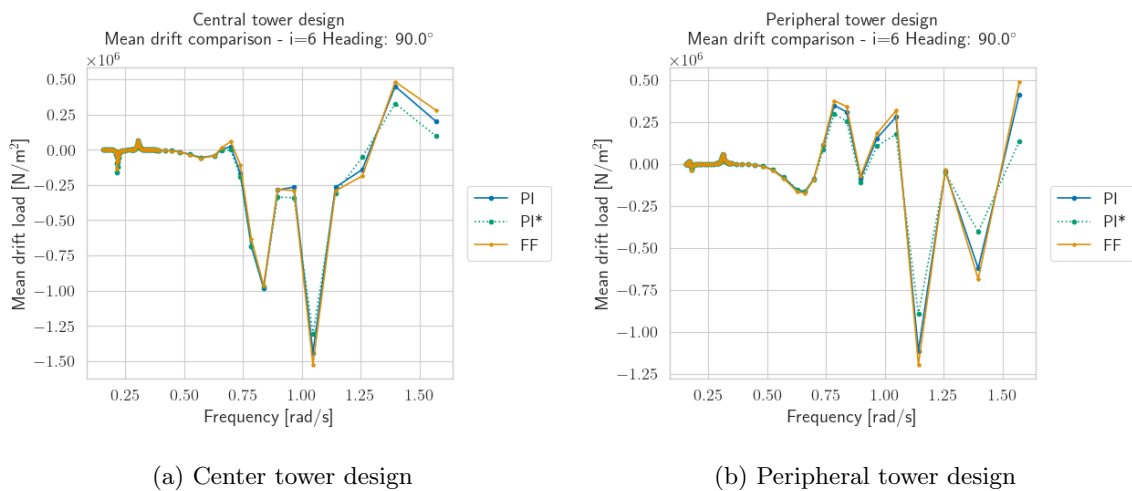 Central tower design
Mean drift comparison - i=6 Heading: 90.0°
×10⁶
0.50
0.25
0.00
−0.25
−0.50
−0.75
−1.00
−1.25
−1.50
Mean drift load [N/m²]
0.25 0.50 0.75 1.00 1.25 1.50
Frequency [rad/s]
PI
PI*
FF
(a) Center tower design
Peripheral tower design
Mean drift comparison - i=6 Heading: 90.0°
×10⁶
0.50
0.25
0.00
−0.25
−0.50
−0.75
−1.00
−1.25
Mean drift load [N/m²]
0.25 0.50 0.75 1.00 1.25 1.50
Frequency [rad/s]
PI
PI*
FF
(b) Peripheral tower design